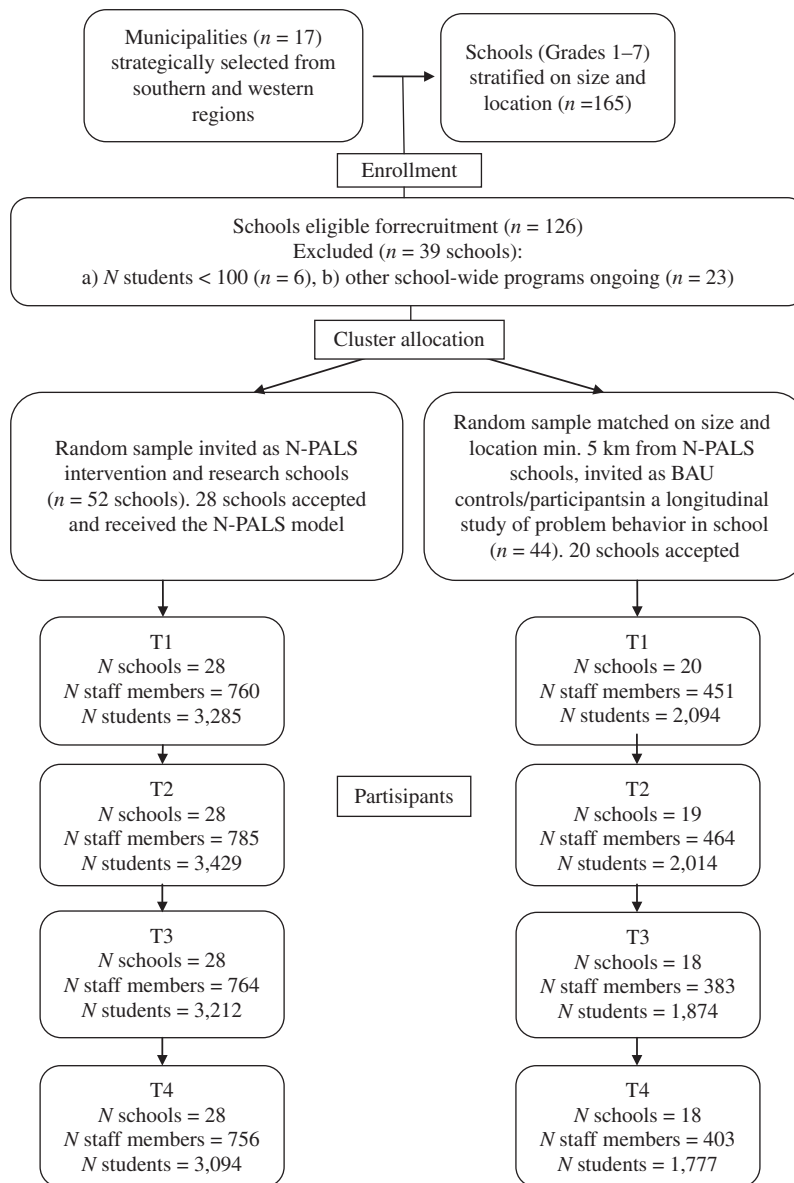 Municipalities (n = 17)
strategically selected from
southern and western
regions
Schools (Grades 1–7)
stratified on size and
location (n =165)
Enrollment
Schools eligible forrecruitment (n = 126)
Excluded (n = 39 schools):
a) N students < 100 (n = 6), b) other school-wide programs ongoing (n = 23)
Cluster allocation
Random sample invited as N-PALS
intervention and research schools
(n = 52 schools). 28 schools accepted
and received the N-PALS model
Random sample matched on size and
location min. 5 km from N-PALS
schools, invited as BAU
controls/participantsin a longitudinal
study of problem behavior in school
(n = 44). 20 schools accepted
T1
N schools = 28
N staff members = 760
N students = 3,285
T1
N schools = 20
N staff members = 451
N students = 2,094
T2
N schools = 28
N staff members = 785
N students = 3,429
Partisipants
T2
N schools = 19
N staff members = 464
N students = 2,014
T3
N schools = 28
N staff members = 764
N students = 3,212
T3
N schools = 18
N staff members = 383
N students = 1,874
T4
N schools = 28
N staff members = 756
N students = 3,094
T4
N schools = 18
N staff members = 403
N students = 1,777